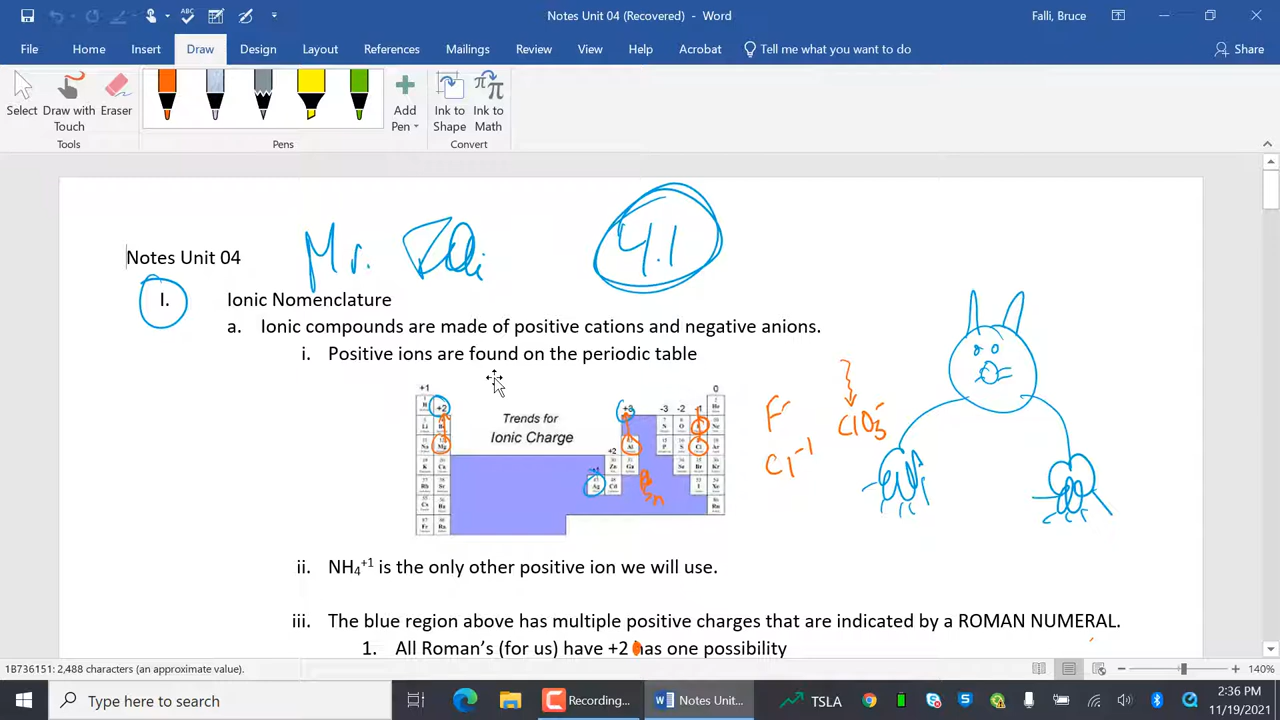 Notes Unit 04 (Recovered) - Word
Falli, Bruce
File Home Insert Draw Design Layout References Mailings Review View Help Acrobat Tell me what you want to do Share
Select Draw with Touch Eraser Add Pen Ink to Shape Ink to Math
Tools Pens Convert
Notes Unit 04 Mr. Falli 4.1
I. Ionic Nomenclature
a. Ionic compounds are made of positive cations and negative anions.
i. Positive ions are found on the periodic table
+1 0
+2 +3 -3 -2 -1
Trends for
Ionic Charge
+2
F⁻ ClO₃⁻
Cl⁻¹
Sn
ii. NH₄⁺¹ is the only other positive ion we will use.
iii. The blue region above has multiple positive charges that are indicated by a ROMAN NUMERAL.
1. All Roman's (for us) have +2 has one possibility
1B736151: 2,488 characters (an approximate value).
140%
Type here to search
Recording...
Notes Unit...
TSLA
2:36 PM
11/19/2021